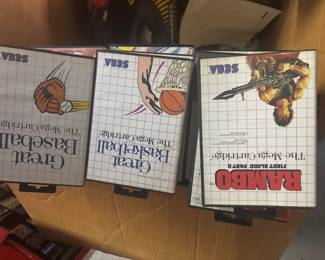 SEGA
The Mega Cartridge
Great
Baseball
SEGA
The Mega Cartridge
Great
Basketball
SEGA
The Mega Cartridge
FIRST BLOOD PART II
RAMBO